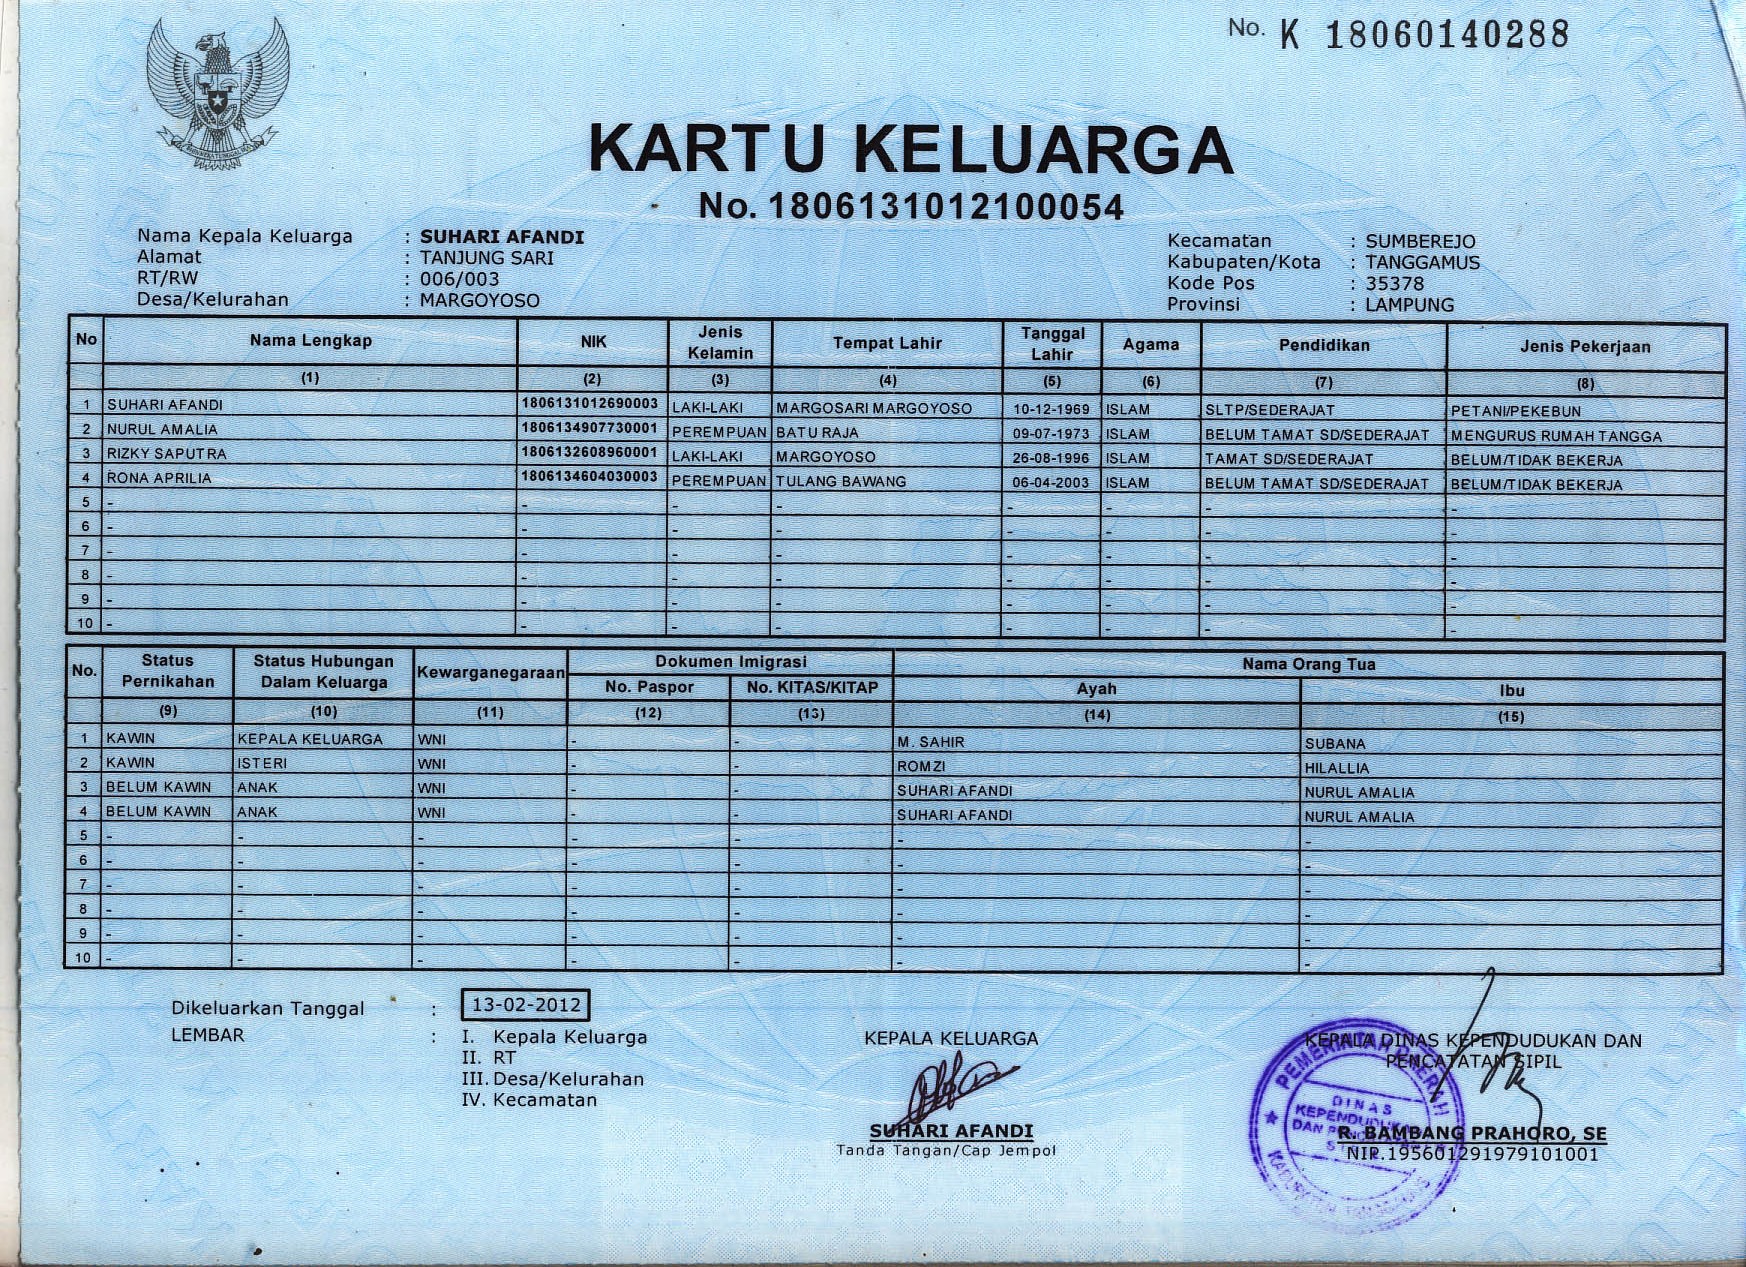 No. K 18060140288
KARTU KELUARGA
No. 1806131012100054
Nama Kepala Keluarga : SUHARI AFANDI
Alamat : TANJUNG SARI
RT/RW : 006/003
Desa/Kelurahan : MARGOYOSO
Kecamatan : SUMBEREJO
Kabupaten/Kota : TANGGAMUS
Kode Pos : 35378
Provinsi : LAMPUNG
No Nama Lengkap NIK Jenis Kelamin Tempat Lahir Tanggal Lahir Agama Pendidikan Jenis Pekerjaan
(1) (2) (3) (4) (5) (6) (7) (8)
1 SUHARI AFANDI 1806131012690003 LAKI-LAKI MARGOSARI MARGOYOSO 10-12-1969 ISLAM SLTP/SEDERAJAT PETANI/PEKEBUN
2 NURUL AMALIA 1806134907730001 PEREMPUAN BATU RAJA 09-07-1973 ISLAM BELUM TAMAT SD/SEDERAJAT MENGURUS RUMAH TANGGA
3 RIZKY SAPUTRA 1806132608960001 LAKI-LAKI MARGOYOSO 26-08-1996 ISLAM TAMAT SD/SEDERAJAT BELUM/TIDAK BEKERJA
4 RONA APRILIA 1806134604030003 PEREMPUAN TULANG BAWANG 06-04-2003 ISLAM BELUM TAMAT SD/SEDERAJAT BELUM/TIDAK BEKERJA
5 - - - - - - - -
6 - - - - - - - -
7 - - - - - - - -
8 - - - - - - - -
9 - - - - - - - -
10 - - - - - - - -
No. Status Pernikahan Status Hubungan Dalam Keluarga Kewarganegaraan Dokumen Imigrasi Nama Orang Tua
No. Paspor No. KITAS/KITAP Ayah Ibu
(9) (10) (11) (12) (13) (14) (15)
1 KAWIN KEPALA KELUARGA WNI - - M. SAHIR SUBANA
2 KAWIN ISTERI WNI - - ROMZI HILALLIA
3 BELUM KAWIN ANAK WNI - - SUHARI AFANDI NURUL AMALIA
4 BELUM KAWIN ANAK WNI - - SUHARI AFANDI NURUL AMALIA
5 - - - - - - -
6 - - - - - - -
7 - - - - - - -
8 - - - - - - -
9 - - - - - - -
10 - - - - - - -
Dikeluarkan Tanggal : 13-02-2012
LEMBAR : I. Kepala Keluarga
II. RT
III. Desa/Kelurahan
IV. Kecamatan
KEPALA KELUARGA
SUHARI AFANDI
Tanda Tangan/Cap Jempol
KEPALA DINAS KEPENDUDUKAN DAN
PENCATATAN SIPIL
PEMERINTAH DAERAH
DINAS
KEPENDUDUKAN
R. BAMBANG PRAHORO, SE
NIP.195601291979101001